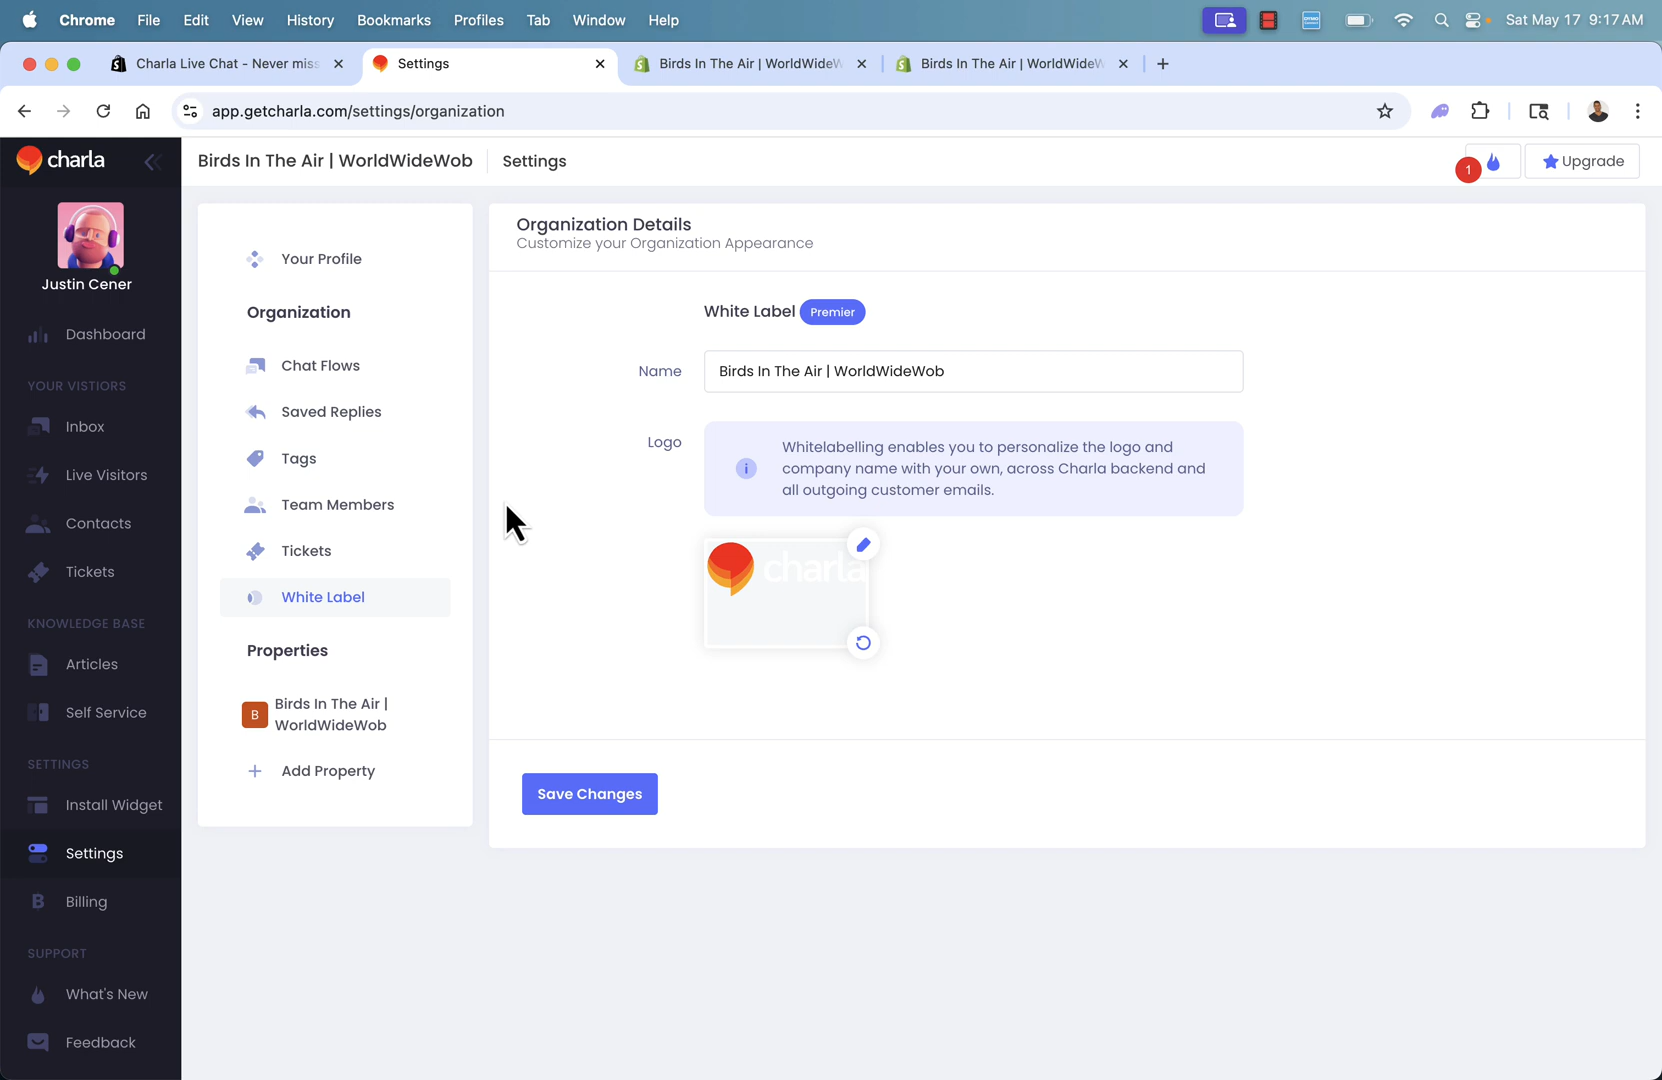 Chrome File Edit View History Bookmarks Profiles Tab Window Help
Sat May 17 9:17 AM
Charla Live Chat - Never miss
Settings
Birds In The Air | WorldWideW
Birds In The Air | WorldWideW
app.getcharla.com/settings/organization
charla
Birds In The Air | WorldWideWob
Settings
1
Upgrade
Justin Cener
Dashboard
YOUR VISTIORS
Inbox
Live Visitors
Contacts
Tickets
KNOWLEDGE BASE
Articles
Self Service
SETTINGS
Install Widget
Settings
Billing
SUPPORT
What's New
Feedback
Your Profile
Organization
Chat Flows
Saved Replies
Tags
Team Members
Tickets
White Label
Properties
B
Birds In The Air |
WorldWideWob
Add Property
Organization Details
Customize your Organization Appearance
White Label Premier
Name
Birds In The Air | WorldWideWob
Logo
Whitelabelling enables you to personalize the logo and
company name with your own, across Charla backend and
all outgoing customer emails.
charla
Save Changes